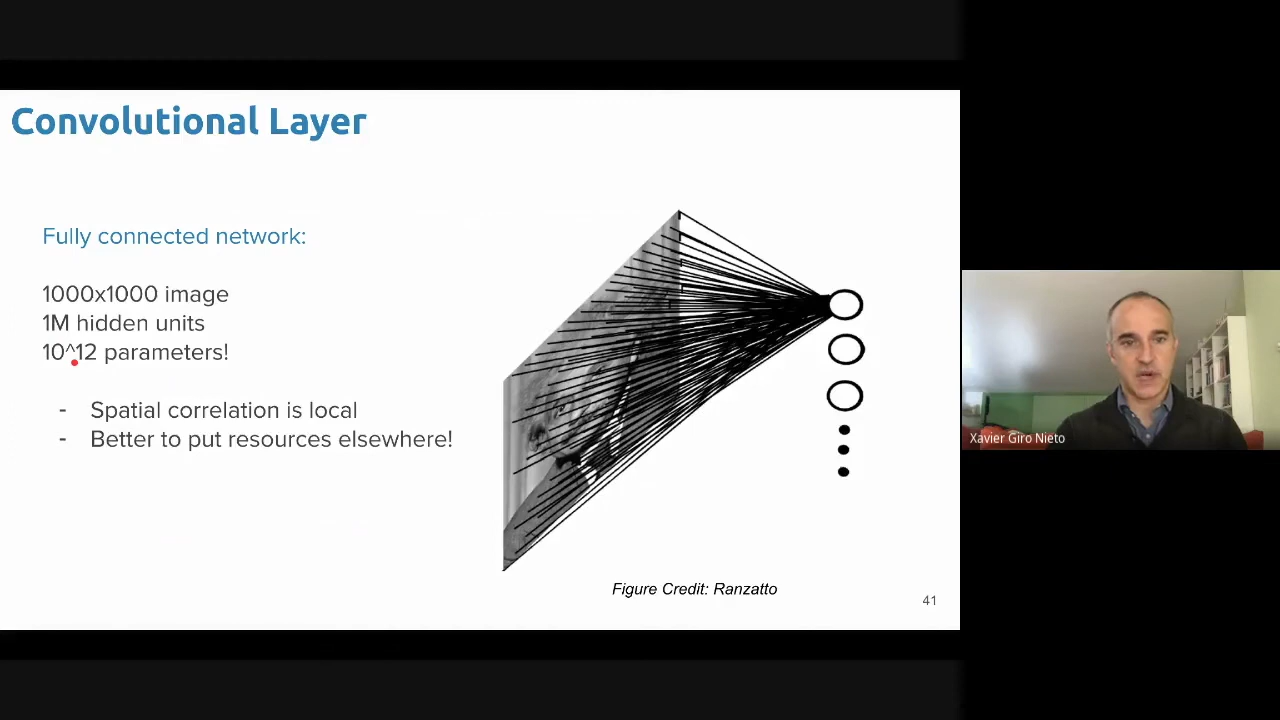 Convolutional Layer
Fully connected network:
1000x1000 image
1M hidden units
10^12 parameters!
- Spatial correlation is local
- Better to put resources elsewhere!
Figure Credit: Ranzatto
41
Xavier Giro Nieto